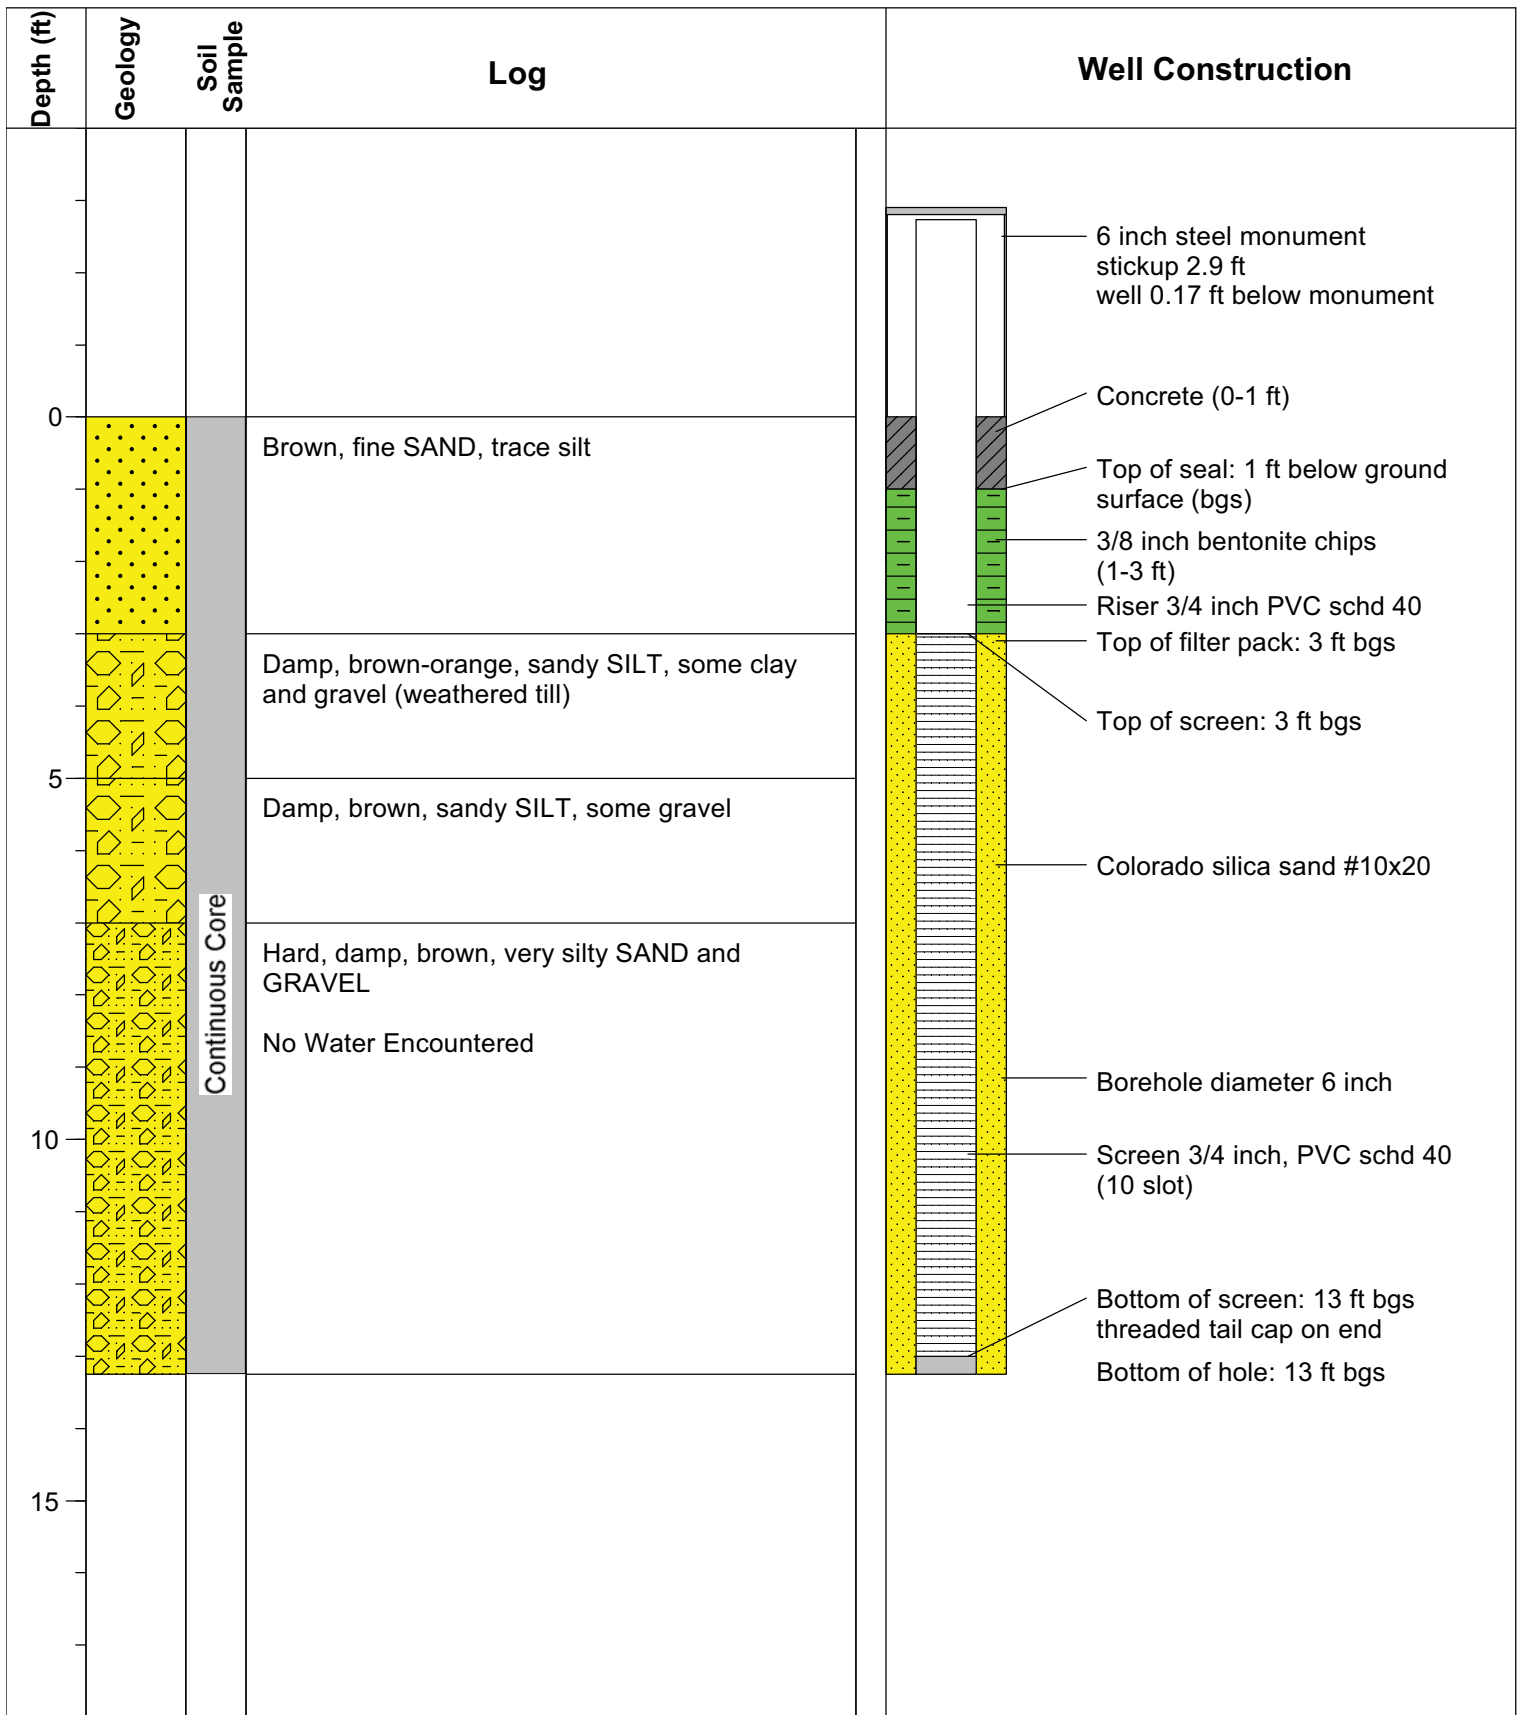 Depth (ft)
Geology
Soil
Sample
Log
Well Construction
6 inch steel monument
stickup 2.9 ft
well 0.17 ft below monument
Concrete (0-1 ft)
0
Brown, fine SAND, trace silt
Top of seal: 1 ft below ground
surface (bgs)
3/8 inch bentonite chips
(1-3 ft)
Riser 3/4 inch PVC schd 40
Top of filter pack: 3 ft bgs
Damp, brown-orange, sandy SILT, some clay
and gravel (weathered till)
Top of screen: 3 ft bgs
5
Damp, brown, sandy SILT, some gravel
Colorado silica sand #10x20
Continuous Core
Hard, damp, brown, very silty SAND and
GRAVEL
No Water Encountered
Borehole diameter 6 inch
10
Screen 3/4 inch, PVC schd 40
(10 slot)
Bottom of screen: 13 ft bgs
threaded tail cap on end
Bottom of hole: 13 ft bgs
15